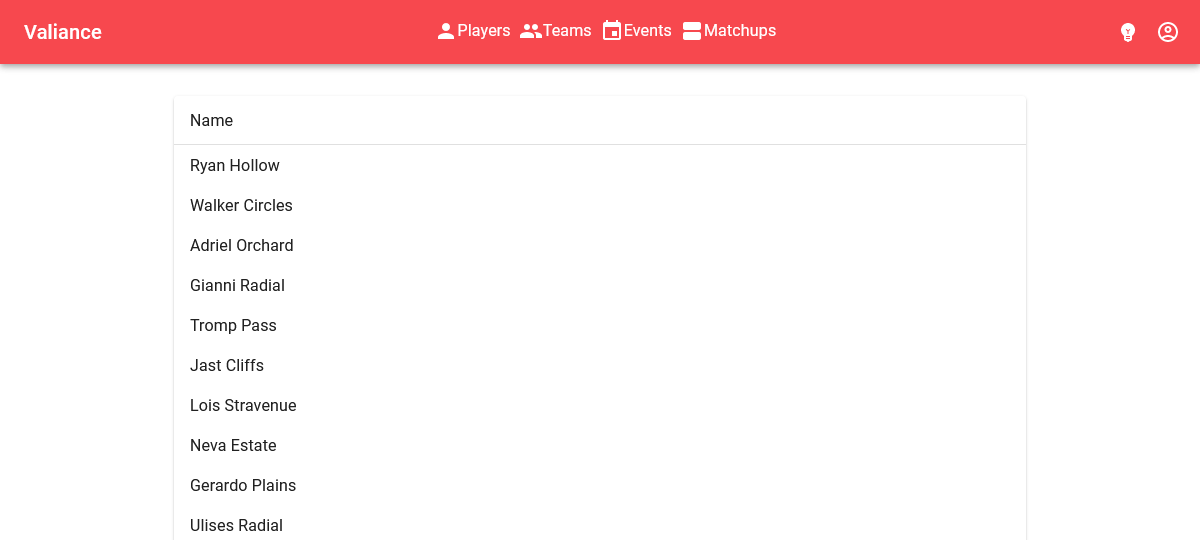 Valiance
Players Teams Events Matchups
Name
Ryan Hollow
Walker Circles
Adriel Orchard
Gianni Radial
Tromp Pass
Jast Cliffs
Lois Stravenue
Neva Estate
Gerardo Plains
Ulises Radial